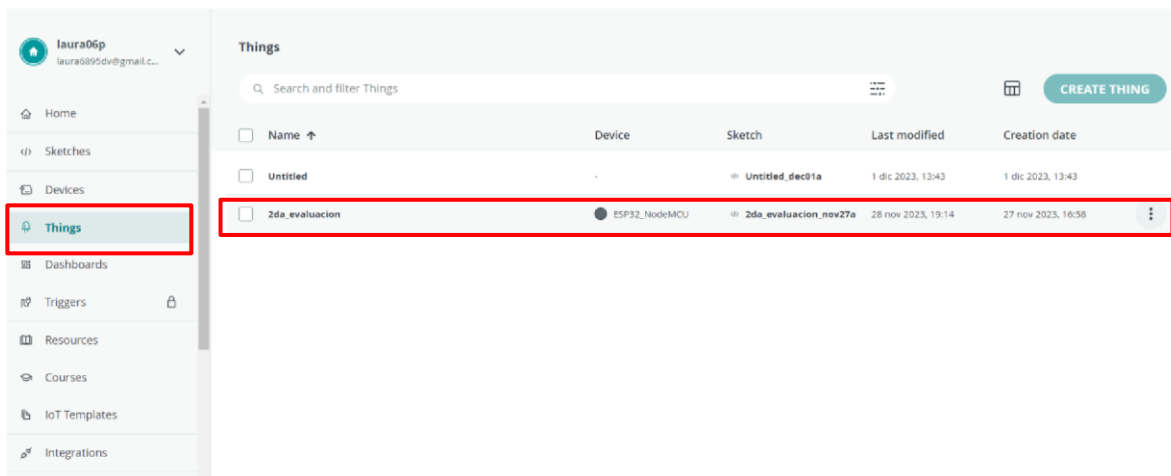 laura06p
laura6895dv@gmail.c...
Home
Sketches
Devices
Things
Dashboards
Triggers
Resources
Courses
IoT Templates
Integrations
Things
Search and filter Things
CREATE THING
Name Device Sketch Last modified Creation date
Untitled - Untitled_dec01a 1 dic 2023, 13:43 1 dic 2023, 13:43
2da_evaluacion ESP32_NodeMCU 2da_evaluacion_nov27a 28 nov 2023, 19:14 27 nov 2023, 16:58